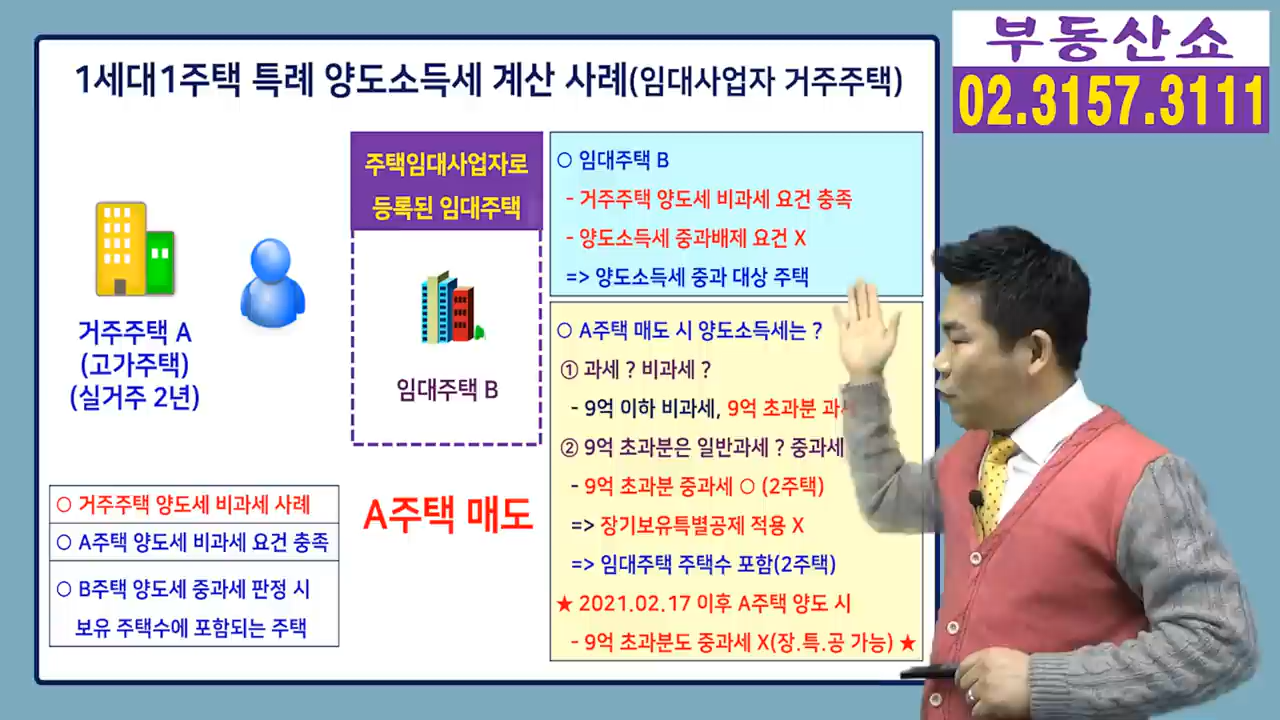 부동산쇼
02.3157.3111
1세대1주택 특례 양도소득세 계산 사례(임대사업자 거주주택)
거주주택 A
(고가주택)
(실거주 2년)
주택임대사업자로
등록된 임대주택
임대주택 B
A주택 매도
○ 거주주택 양도세 비과세 사례
○ A주택 양도세 비과세 요건 충족
○ B주택 양도세 중과세 판정 시
보유 주택수에 포함되는 주택
○ 임대주택 B
- 거주주택 양도세 비과세 요건 충족
- 양도소득세 중과배제 요건 X
=> 양도소득세 중과 대상 주택
○ A주택 매도 시 양도소득세는 ?
① 과세 ? 비과세 ?
- 9억 이하 비과세, 9억 초과분
② 9억 초과분은 일반과세 ? 중과세
- 9억 초과분 중과세 ○ (2주택)
=> 장기보유특별공제 적용 X
=> 임대주택 주택수 포함(2주택)
★ 2021.02.17 이후 A주택 양도 시
- 9억 초과분도 중과세 X(장.특.공 가능) ★